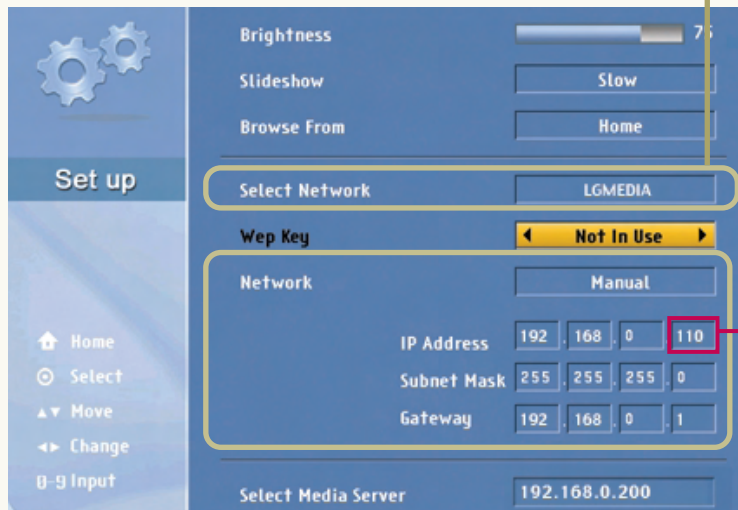 Brightness 75
Slideshow Slow
Browse From Home
Set up
Select Network LGMEDIA
Wep Key Not In Use
Network Manual
IP Address 192 . 168 . 0 . 110
Subnet Mask 255 . 255 . 255 . 0
Gateway 192 . 168 . 0 . 1
Home
Select
Move
Change
0-9 Input
Select Media Server 192.168.0.200